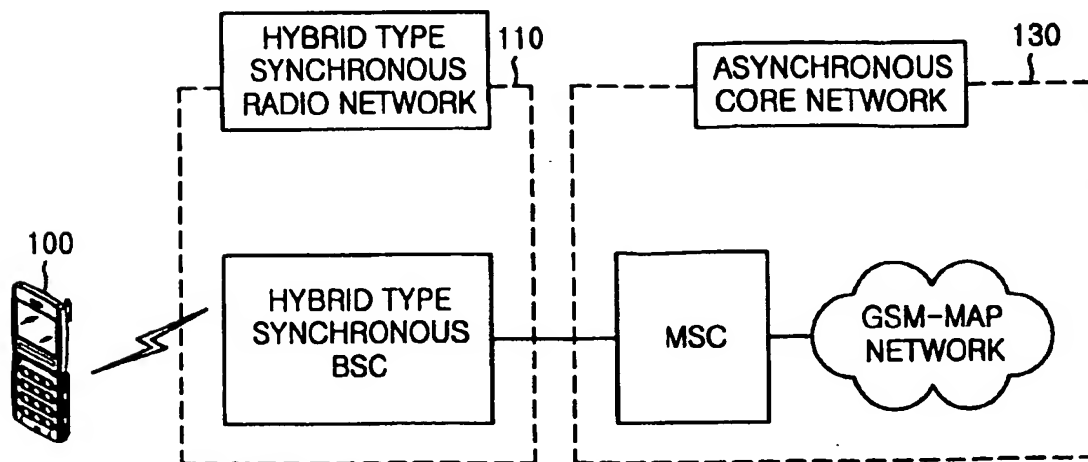 HYBRID TYPE
SYNCHRONOUS
RADIO NETWORK
110
ASYNCHRONOUS
CORE NETWORK
130
100
HYBRID TYPE
SYNCHRONOUS
BSC
MSC
GSM-MAP
NETWORK